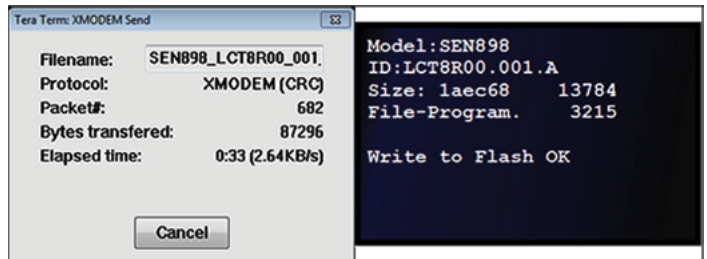 Tera Term: XMODEM Send
Filename: SEN898_LCT8R00_001.
Protocol: XMODEM (CRC)
Packet#: 682
Bytes transfered: 87296
Elapsed time: 0:33 (2.64KB/s)
Cancel
Model:SEN898
ID:LCT8R00.001.A
Size: 1aec68 13784
File-Program. 3215
Write to Flash OK